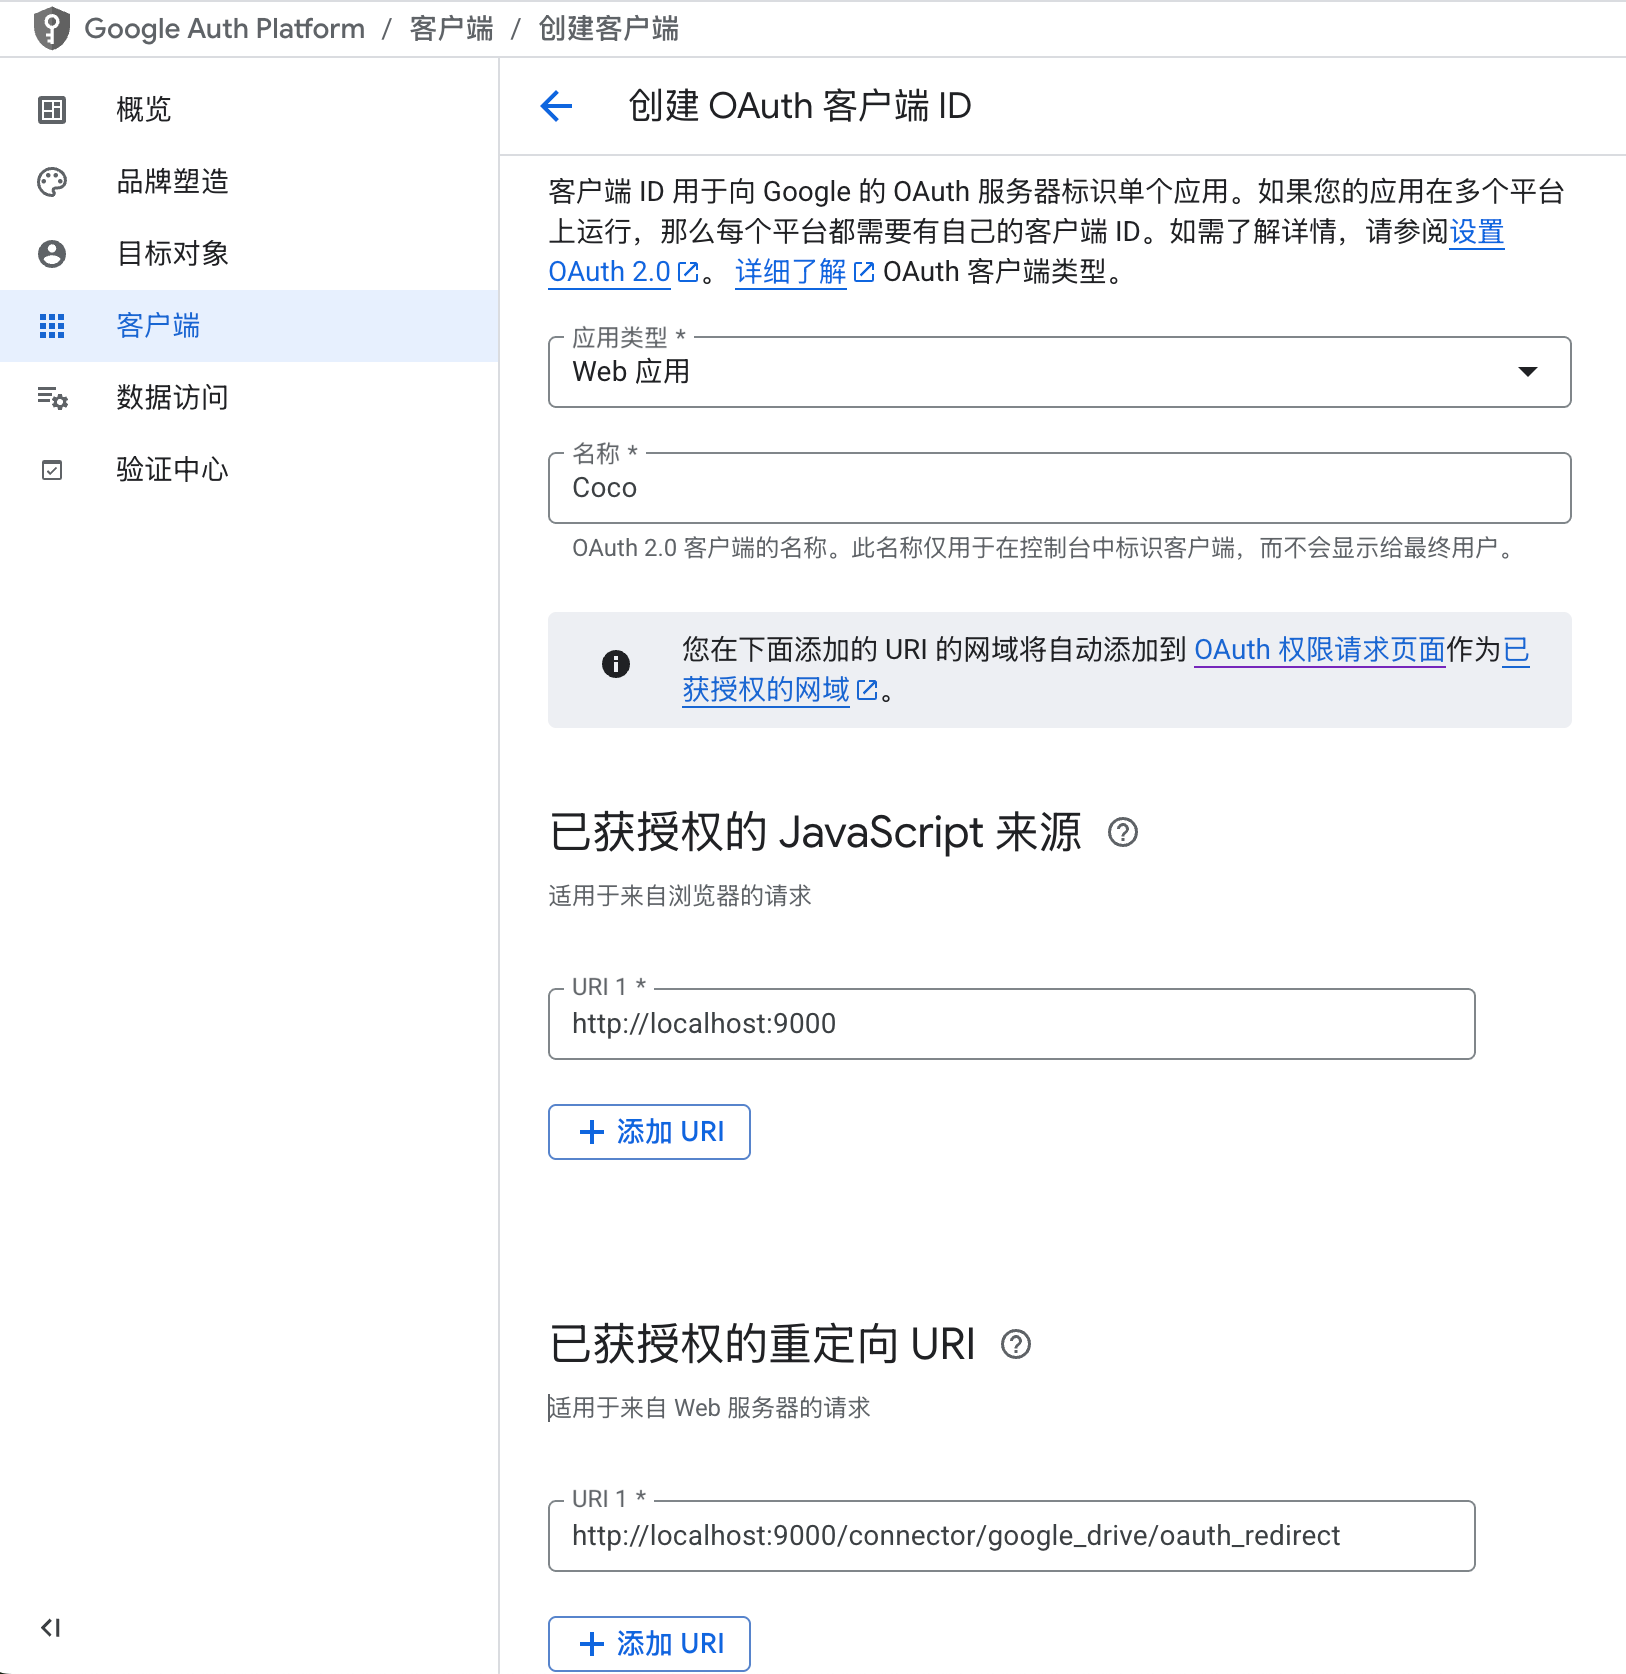 Google Auth Platform / 客户端 / 创建客户端
概览
品牌塑造
目标对象
客户端
数据访问
验证中心
创建 OAuth 客户端 ID
客户端 ID 用于向 Google 的 OAuth 服务器标识单个应用。如果您的应用在多个平台
上运行，那么每个平台都需要有自己的客户端 ID。如需了解详情，请参阅设置
OAuth 2.0。 详细了解 OAuth 客户端类型。
应用类型 *
Web 应用
名称 *
Coco
OAuth 2.0 客户端的名称。此名称仅用于在控制台中标识客户端，而不会显示给最终用户。
您在下面添加的 URI 的网域将自动添加到 OAuth 权限请求页面作为已
获授权的网域。
已获授权的 JavaScript 来源
适用于来自浏览器的请求
URI 1 *
http://localhost:9000
添加 URI
已获授权的重定向 URI
适用于来自 Web 服务器的请求
URI 1 *
http://localhost:9000/connector/google_drive/oauth_redirect
添加 URI